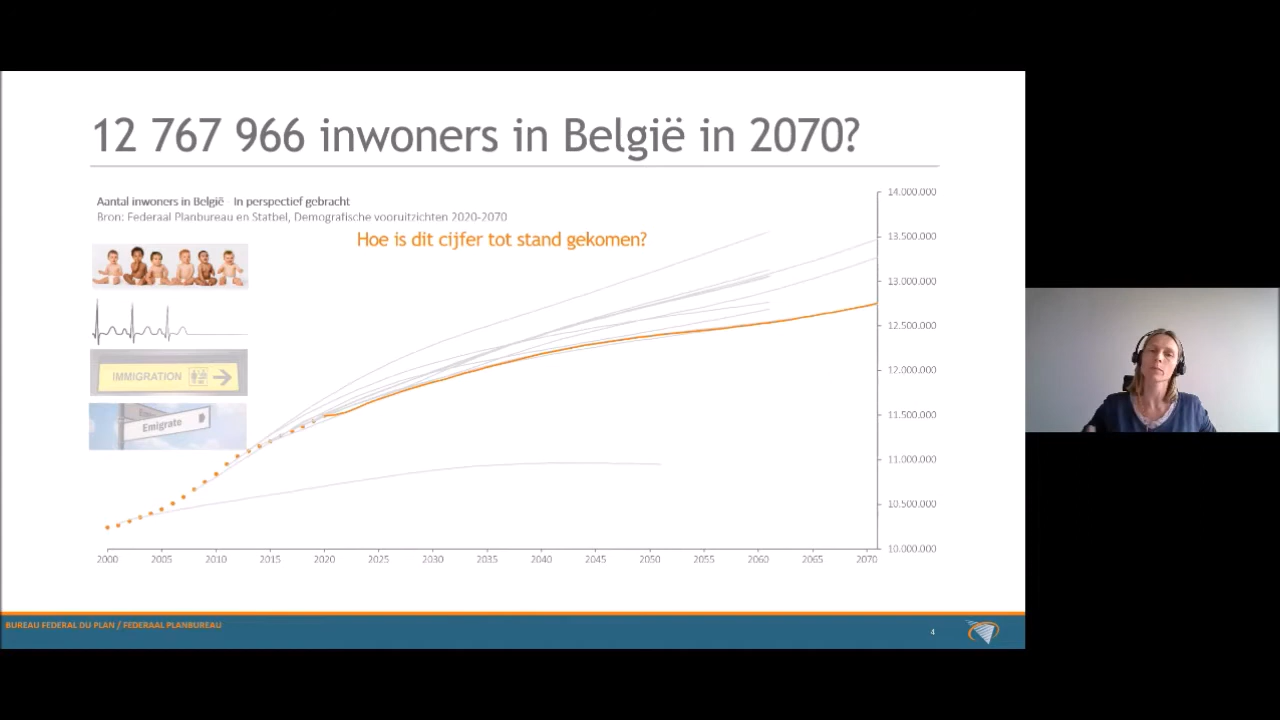 12 767 966 inwoners in België in 2070?
Aantal inwoners in België - In perspectief gebracht
Bron: Federaal Planbureau en Statbel, Demografische vooruitzichten 2020-2070
Hoe is dit cijfer tot stand gekomen?
IMMIGRATION
Emigrate
14.000.000
13.500.000
13.000.000
12.500.000
12.000.000
11.500.000
11.000.000
10.500.000
10.000.000
2000 2005 2010 2015 2020 2025 2030 2035 2040 2045 2050 2055 2060 2065 2070
BUREAU FEDERAL DU PLAN / FEDERAAL PLANBUREAU
4